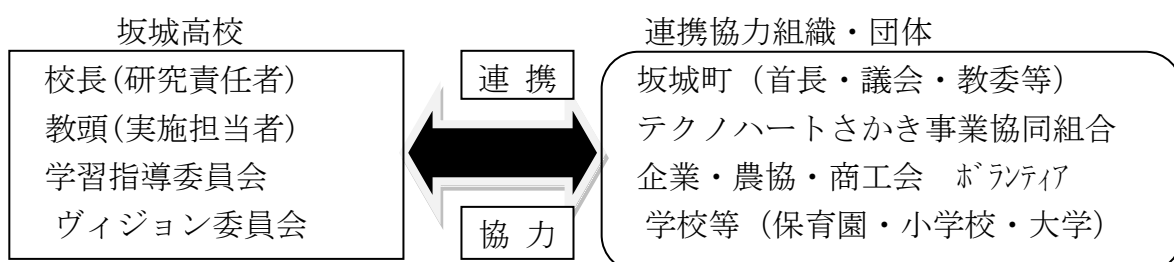 坂城高校
校長(研究責任者)
教頭(実施担当者)
学習指導委員会
ヴィジョン委員会
連 携
協 力
連携協力組織・団体
坂城町（首長・議会・教委等）
テクノハートさかき事業協同組合
企業・農協・商工会　ﾎﾞﾗﾝﾃｨｱ
学校等（保育園・小学校・大学）